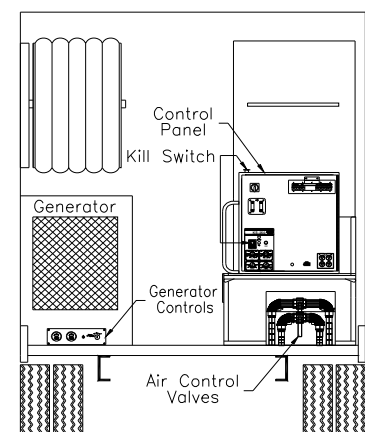 Control
Panel
Kill Switch
Generator
Generator
Controls
Air Control
Valves